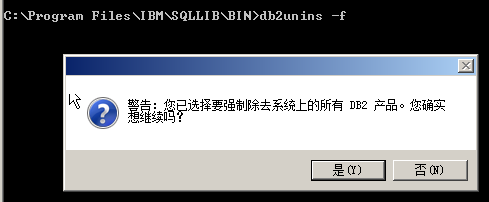 C:\Program Files\IBM\SQLLIB\BIN>db2unins -f
警告：您已选择要强制除去系统上的所有 DB2 产品。您确实
想继续吗？
是(Y)
否(N)